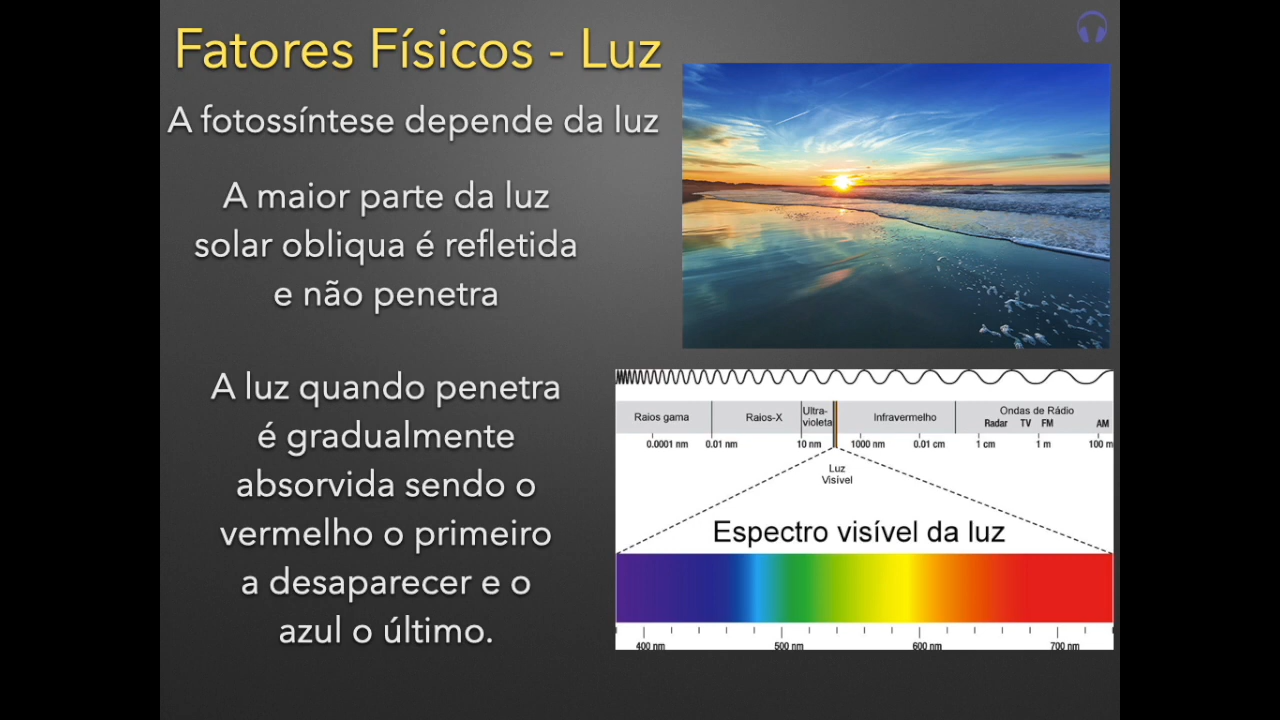 Fatores Físicos - Luz
A fotossíntese depende da luz
A maior parte da luz
solar obliqua é refletida
e não penetra
A luz quando penetra
é gradualmente
absorvida sendo o
vermelho o primeiro
a desaparecer e o
azul o último.
Raios gama
Raios-X
Ultra-
violeta
Infravermelho
Ondas de Rádio
Radar TV FM AM
0.0001 nm 0.01 nm 10 nm 1000 nm 0.01 cm 1 cm 1 m 100 m
Luz
Visível
Espectro visível da luz
400 nm 500 nm 600 nm 700 nm